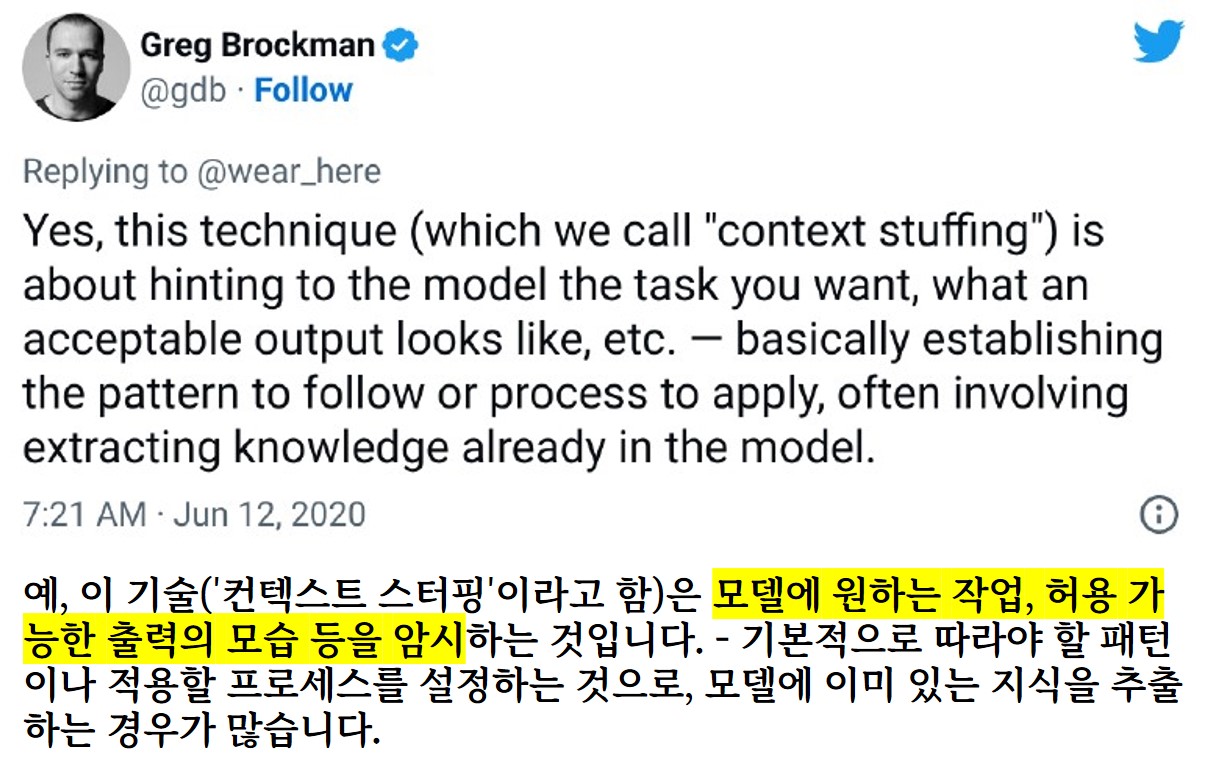 Greg Brockman
@gdb · Follow
Replying to @wear_here
Yes, this technique (which we call "context stuffing") is
about hinting to the model the task you want, what an
acceptable output looks like, etc. — basically establishing
the pattern to follow or process to apply, often involving
extracting knowledge already in the model.
7:21 AM · Jun 12, 2020
예, 이 기술('컨텍스트 스터핑'이라고 함)은 모델에 원하는 작업, 허용 가
능한 출력의 모습 등을 암시하는 것입니다. - 기본적으로 따라야 할 패턴
이나 적용할 프로세스를 설정하는 것으로, 모델에 이미 있는 지식을 추출
하는 경우가 많습니다.